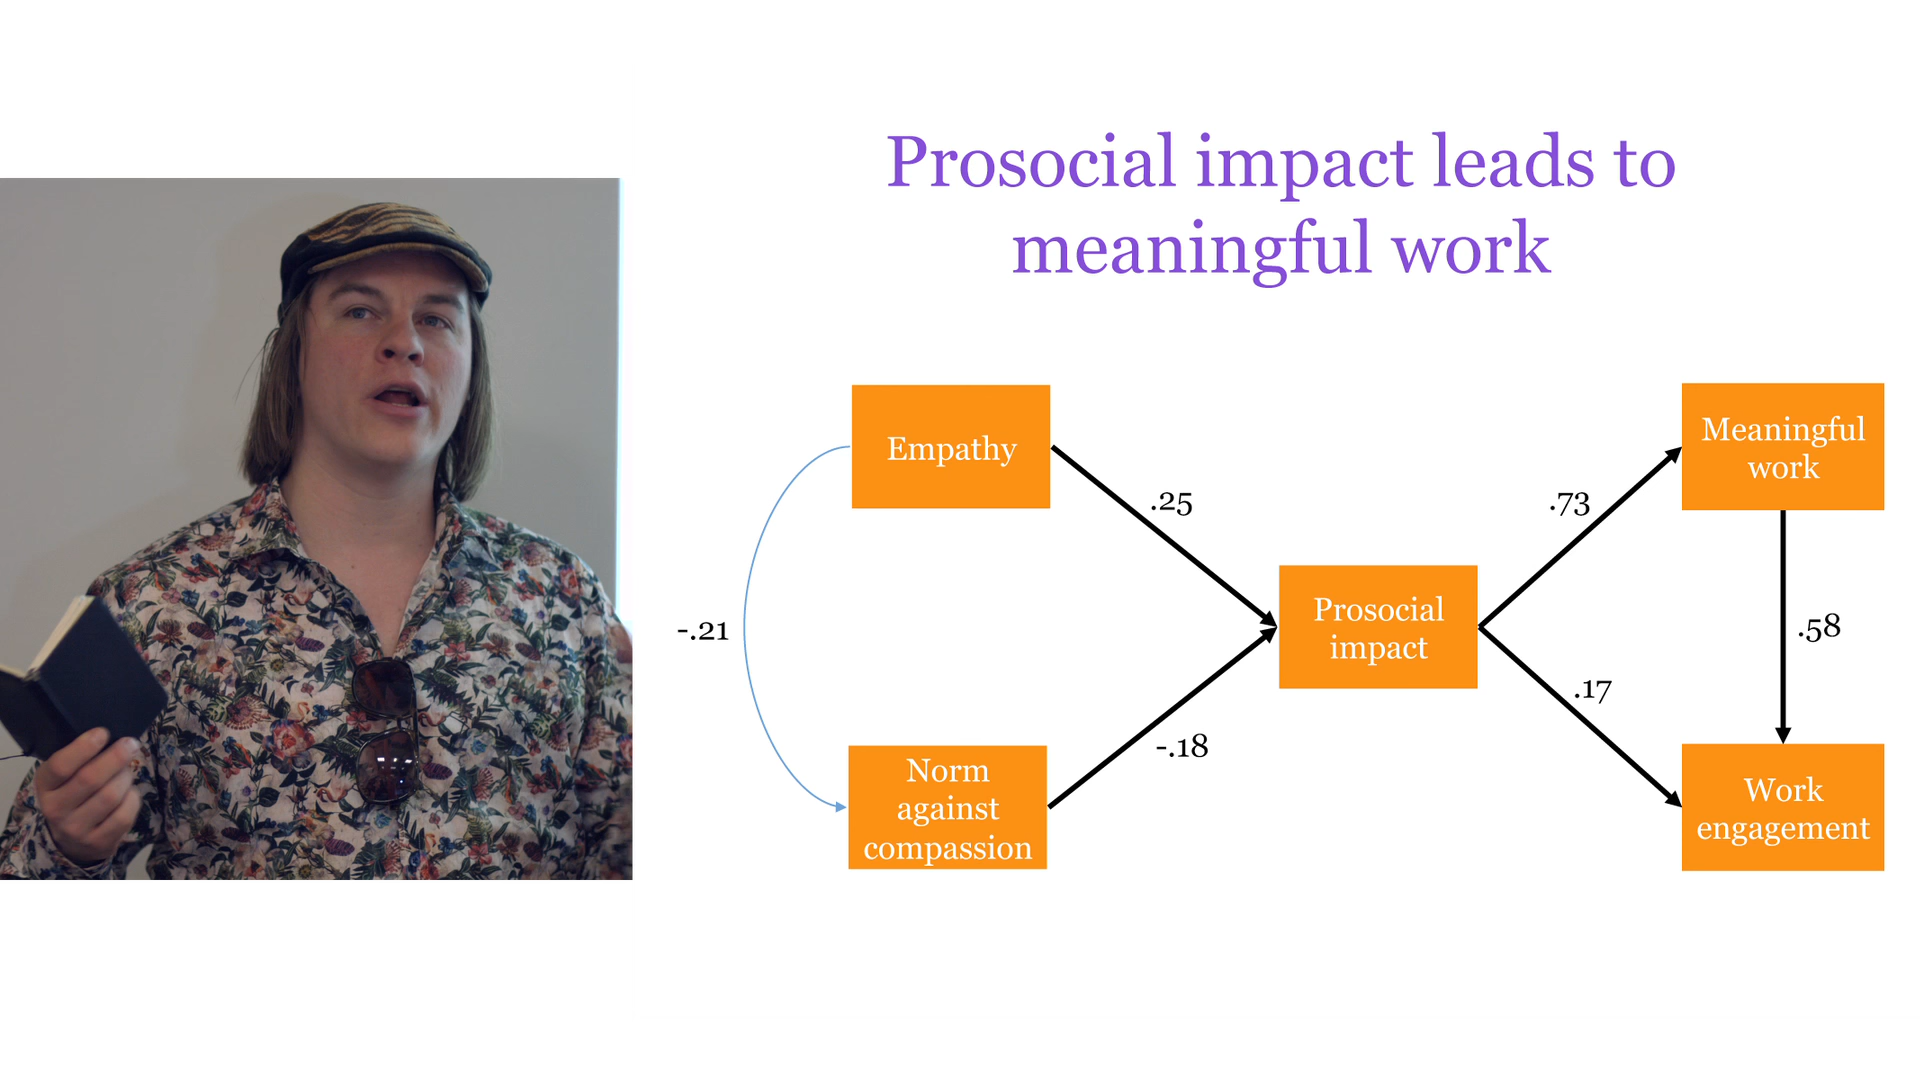 Prosocial impact leads to
meaningful work
Empathy
Meaningful
work
.25
.73
Prosocial
impact
-.21
.58
.17
-.18
Norm
against
compassion
Work
engagement